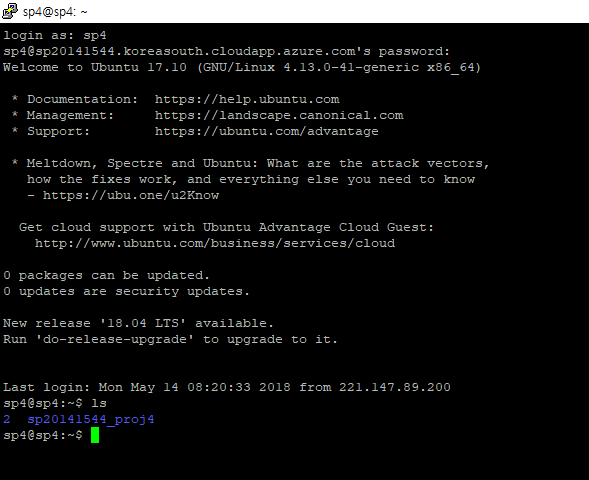 sp4@sp4: ~
login as: sp4
sp4@sp20141544.koreasouth.cloudapp.azure.com's password:
Welcome to Ubuntu 17.10 (GNU/Linux 4.13.0-41-generic x86_64)
* Documentation:  https://help.ubuntu.com
* Management:     https://landscape.canonical.com
* Support:        https://ubuntu.com/advantage
* Meltdown, Spectre and Ubuntu: What are the attack vectors,
how the fixes work, and everything else you need to know
- https://ubu.one/u2Know
Get cloud support with Ubuntu Advantage Cloud Guest:
http://www.ubuntu.com/business/services/cloud
0 packages can be updated.
0 updates are security updates.
New release '18.04 LTS' available.
Run 'do-release-upgrade' to upgrade to it.
Last login: Mon May 14 08:20:33 2018 from 221.147.89.200
sp4@sp4:~$ ls
2  sp20141544_proj4
sp4@sp4:~$